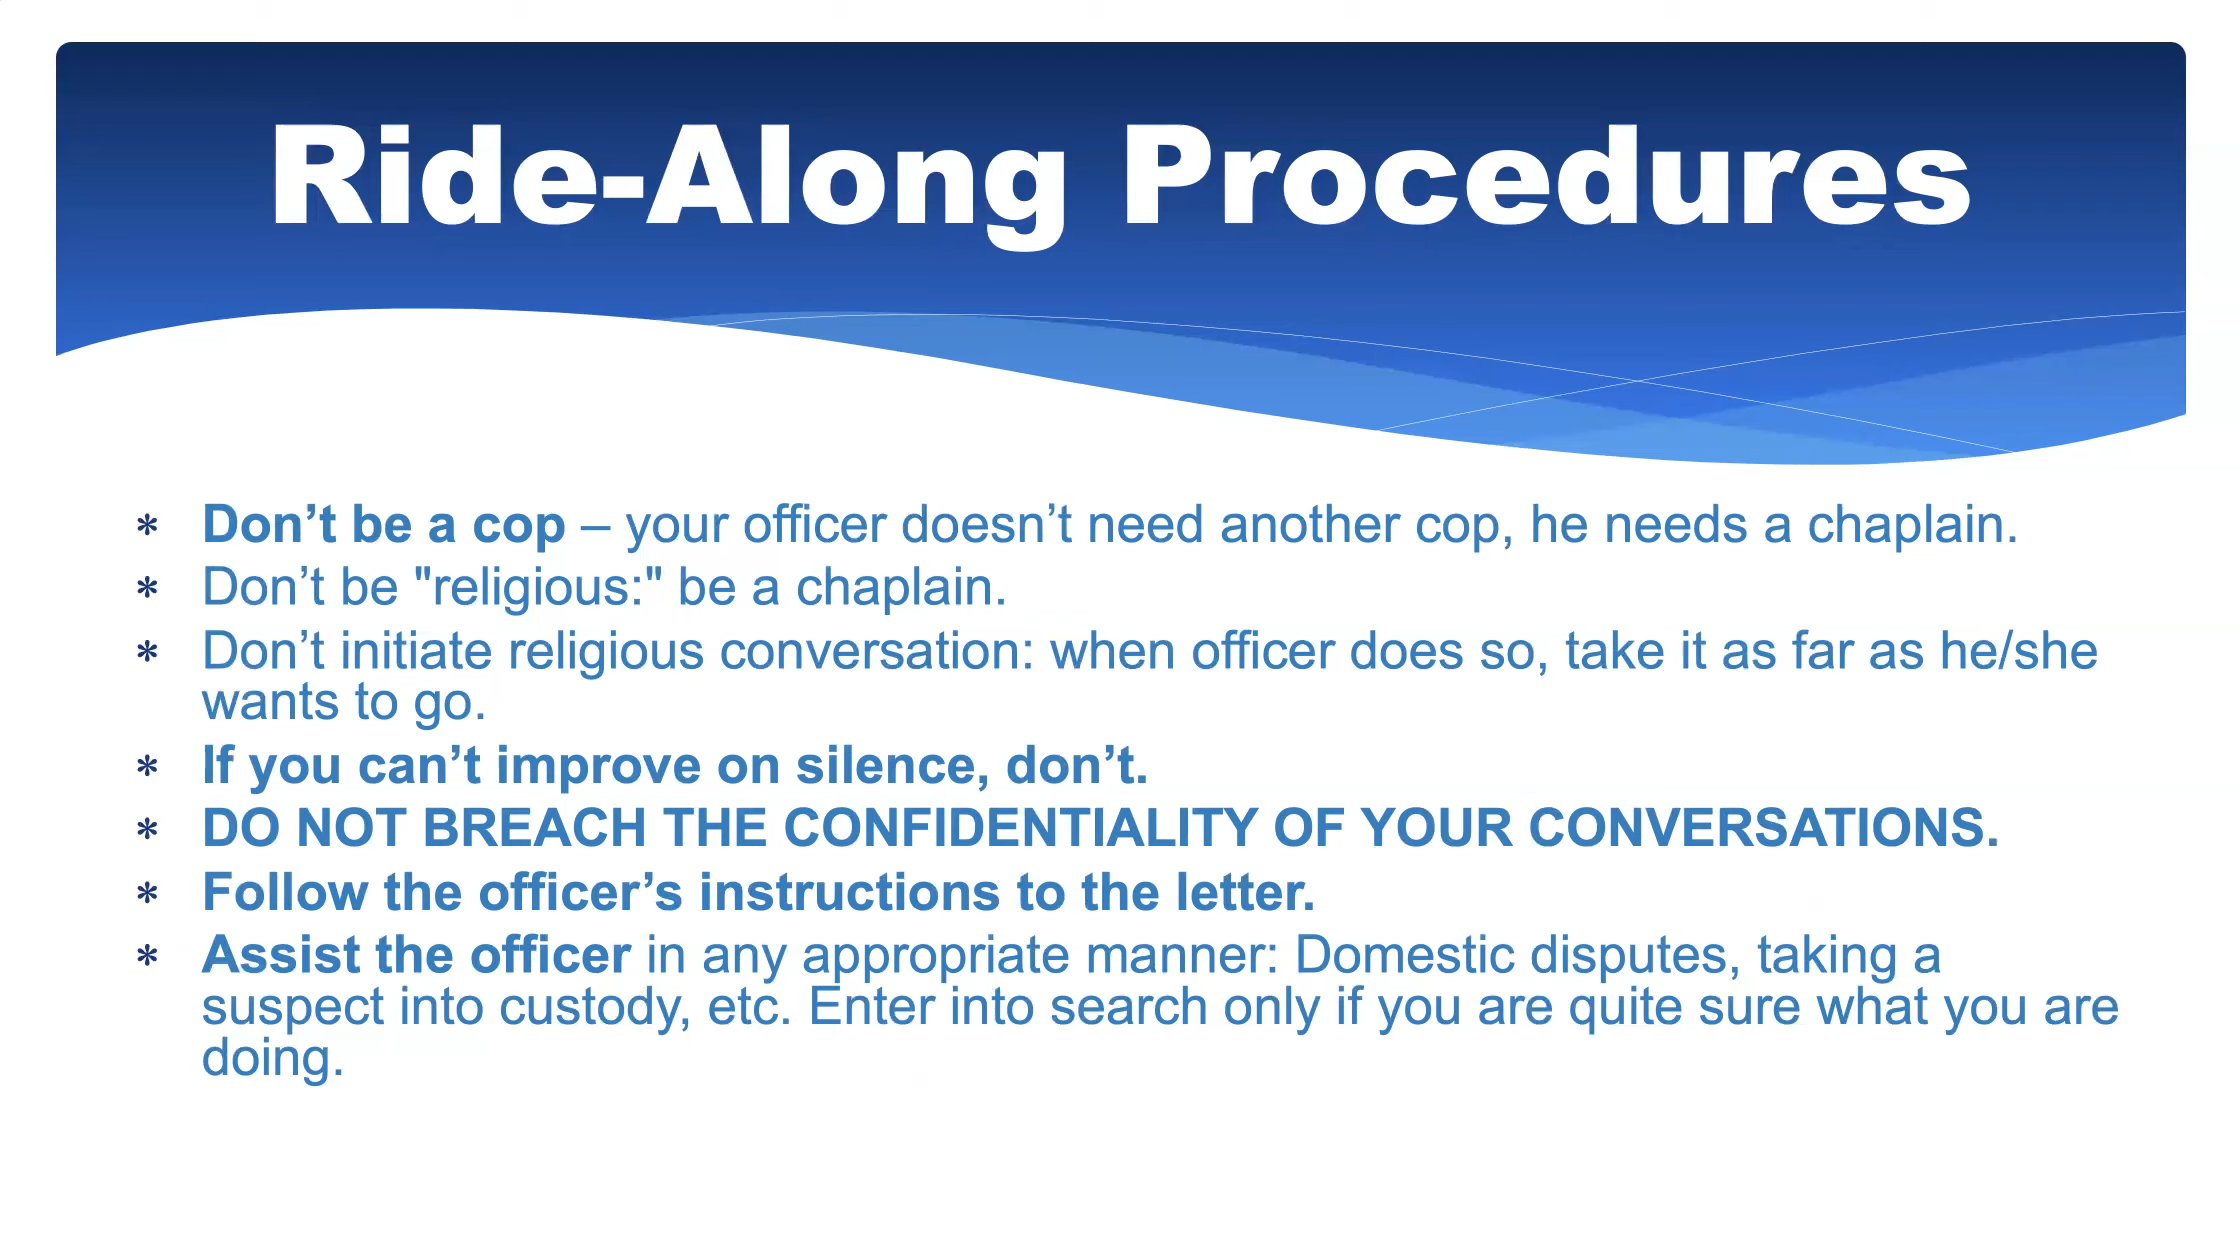 Ride-Along Procedures
* Don’t be a cop – your officer doesn’t need another cop, he needs a chaplain.
* Don’t be "religious:" be a chaplain.
* Don’t initiate religious conversation: when officer does so, take it as far as he/she
wants to go.
* If you can’t improve on silence, don’t.
* DO NOT BREACH THE CONFIDENTIALITY OF YOUR CONVERSATIONS.
* Follow the officer’s instructions to the letter.
* Assist the officer in any appropriate manner: Domestic disputes, taking a
suspect into custody, etc. Enter into search only if you are quite sure what you are
doing.